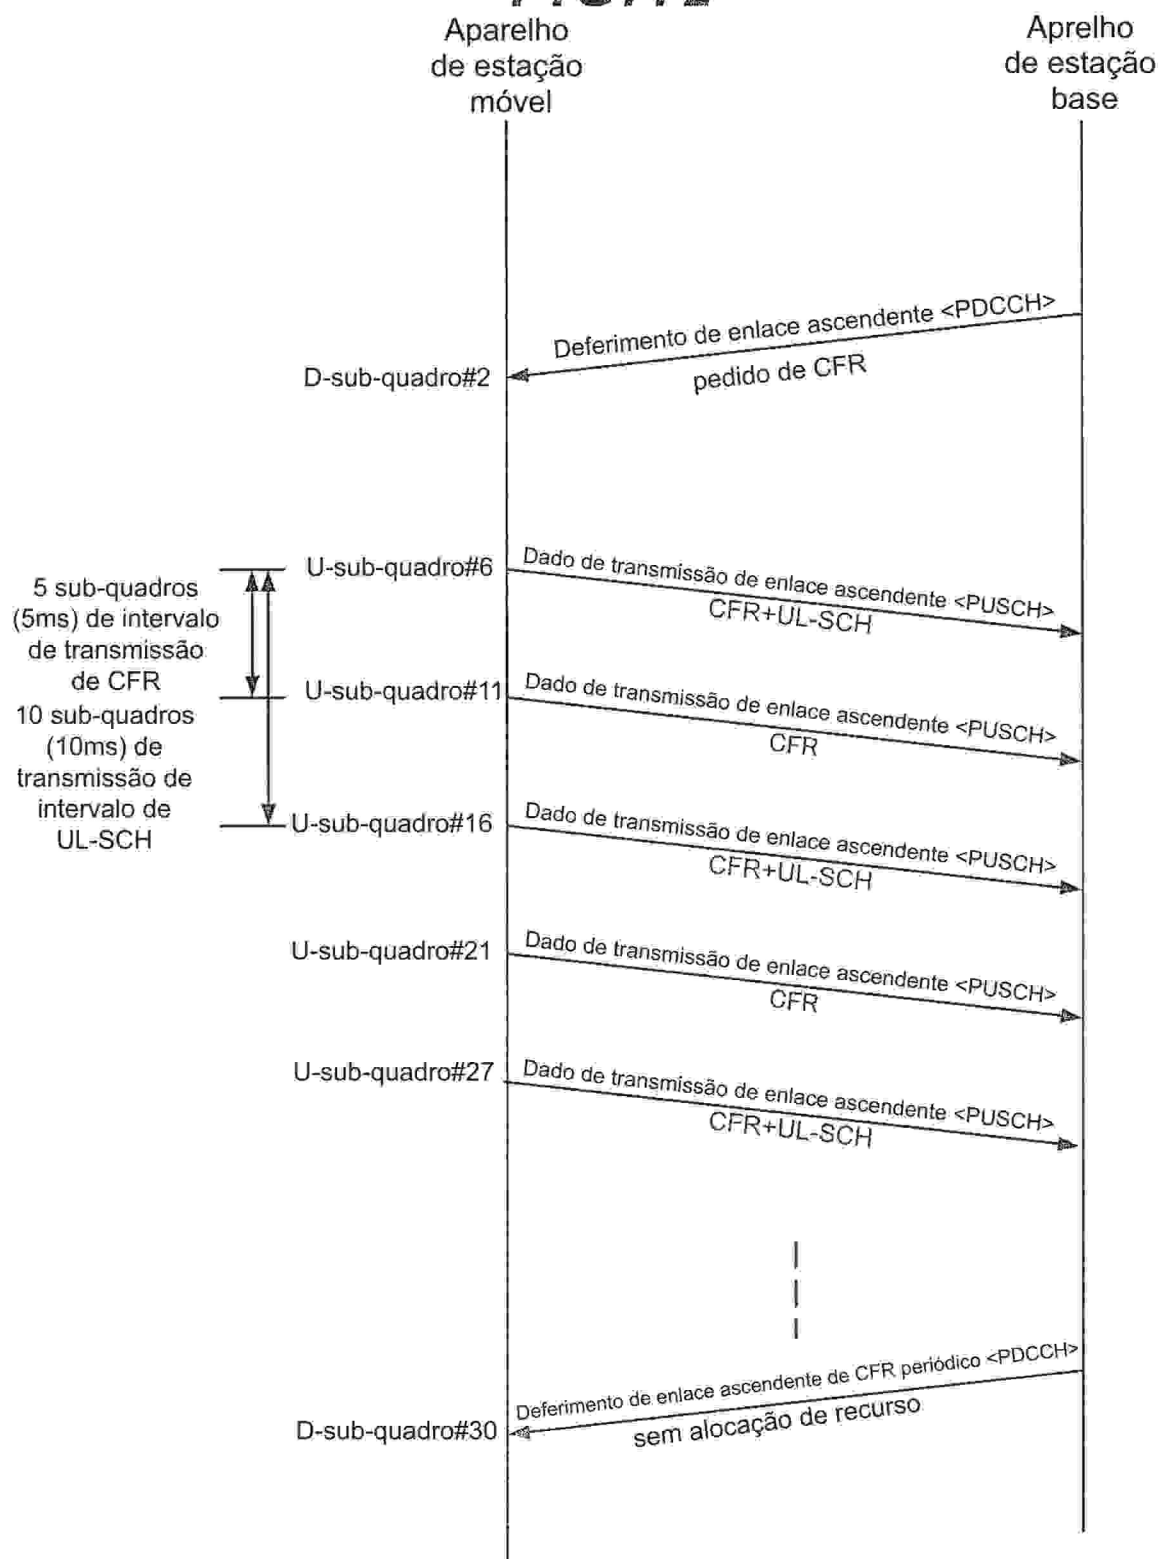 Aparelho
de estação
móvel
Aprelho
de estação
base
Deferimento de enlace ascendente <PDCCH>
D-sub-quadro#2
pedido de CFR
U-sub-quadro#6
Dado de transmissão de enlace ascendente <PUSCH>
CFR+UL-SCH
5 sub-quadros
(5ms) de intervalo
de transmissão
de CFR
U-sub-quadro#11
Dado de transmissão de enlace ascendente <PUSCH>
CFR
10 sub-quadros
(10ms) de
transmissão de
intervalo de
UL-SCH
U-sub-quadro#16
Dado de transmissão de enlace ascendente <PUSCH>
CFR+UL-SCH
U-sub-quadro#21
Dado de transmissão de enlace ascendente <PUSCH>
CFR
U-sub-quadro#27
Dado de transmissão de enlace ascendente <PUSCH>
CFR+UL-SCH
Deferimento de enlace ascendente de CFR periódico <PDCCH>
D-sub-quadro#30
sem alocação de recurso